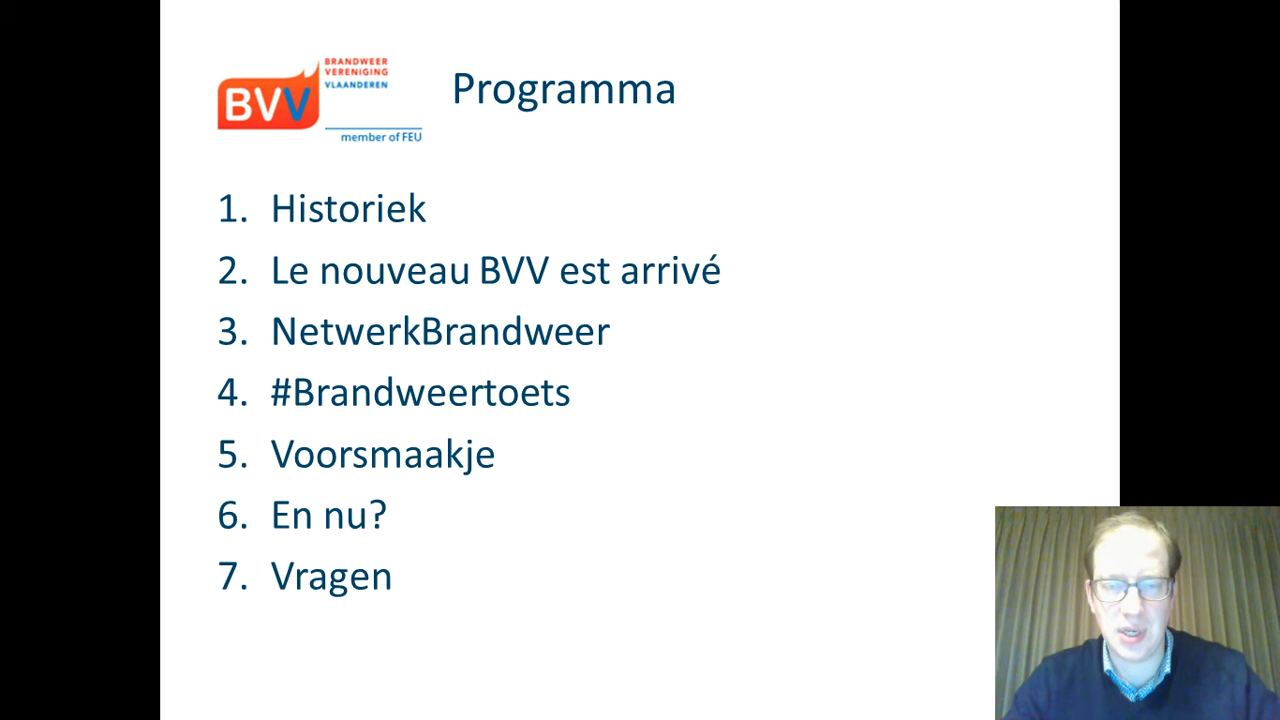 BRANDWEER
VERENIGING
VLAANDEREN
BVV
member of FEU
Programma
1. Historiek
2. Le nouveau BVV est arrivé
3. NetwerkBrandweer
4. #Brandweertoets
5. Voorsmaakje
6. En nu?
7. Vragen